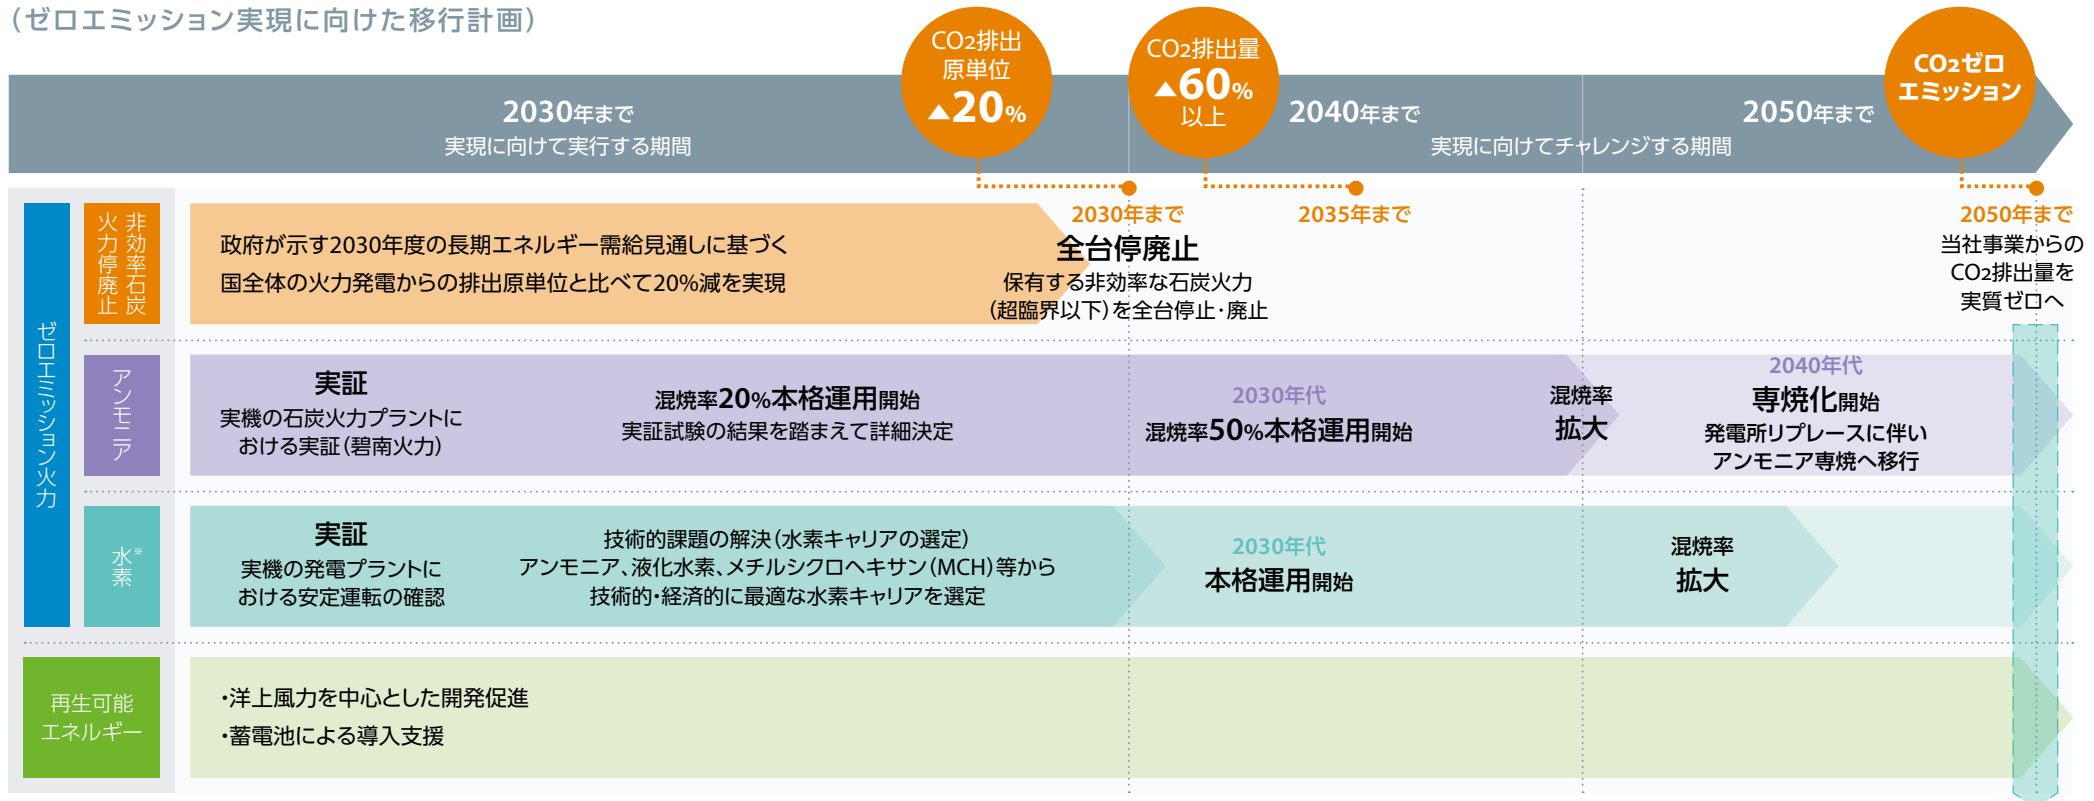 (ゼロエミッション実現に向けた移行計画)
CO2排出
原単位
▲20%
CO2排出量
▲60%
以上
CO2ゼロ
エミッション
2030年まで
実現に向けて実行する期間
2040年まで
2050年まで
実現に向けてチャレンジする期間
2030年まで
2035年まで
2050年まで
ゼロエミッション火力
非効率石炭
火力停廃止
政府が示す2030年度の長期エネルギー需給見通しに基づく
国全体の火力発電からの排出原単位と比べて20%減を実現
全台停廃止
保有する非効率な石炭火力
(超臨界以下)を全台停止・廃止
当社事業からの
CO2排出量を
実質ゼロへ
アンモニア
実証
実機の石炭火力プラントに
おける実証(碧南火力)
混焼率20%本格運用開始
実証試験の結果を踏まえて詳細決定
2030年代
混焼率50%本格運用開始
混焼率
拡大
2040年代
専焼化開始
発電所リプレースに伴い
アンモニア専焼へ移行
水素※
実証
実機の発電プラントに
おける安定運転の確認
技術的課題の解決(水素キャリアの選定)
アンモニア、液化水素、メチルシクロヘキサン(MCH)等から
技術的・経済的に最適な水素キャリアを選定
2030年代
本格運用開始
混焼率
拡大
再生可能
エネルギー
・洋上風力を中心とした開発促進
・蓄電池による導入支援